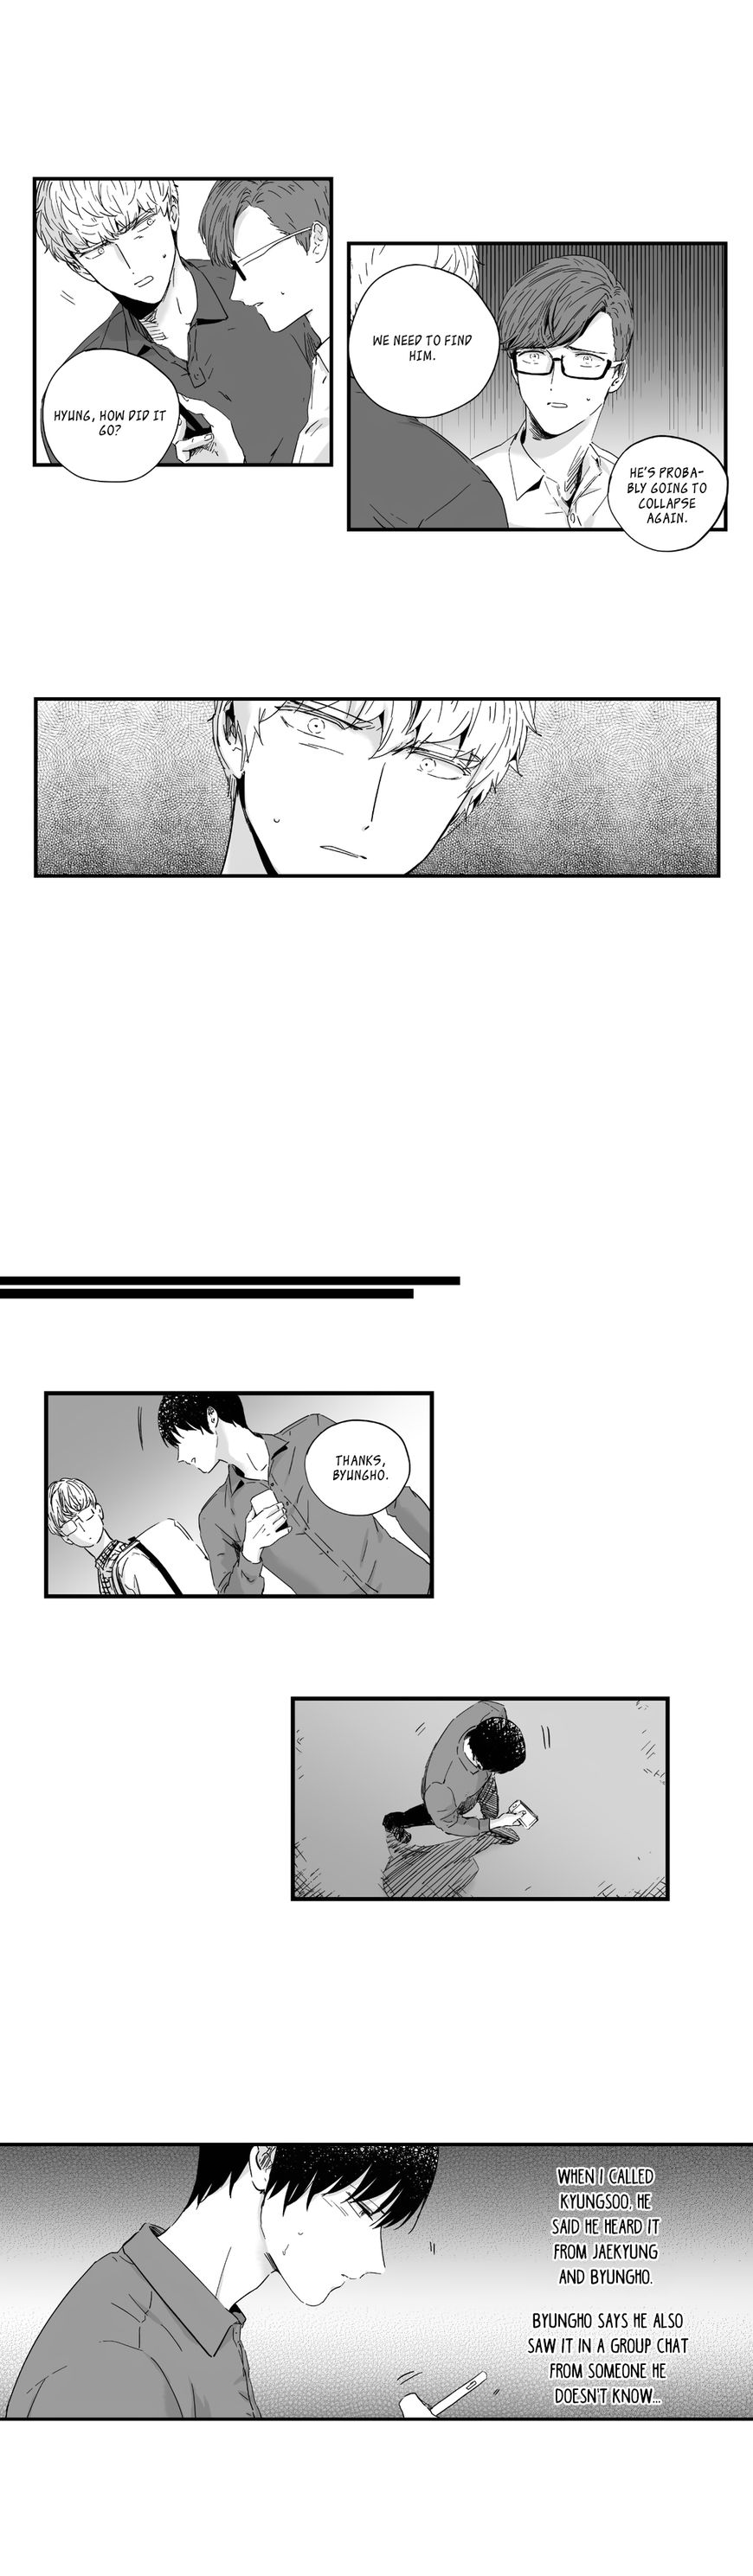 HYUNG, HOW DID IT
GO?
WE NEED TO FIND
HIM.
HE'S PROBA-
BLY GOING TO
COLLAPSE
AGAIN.
THANKS,
BYUNGHO.
WHEN I CALLED
KYUNGSOO, HE
SAID HE HEARD IT
FROM JAEKYUNG
AND BYUNGHO.
BYUNGHO SAYS HE ALSO
SAW IT IN A GROUP CHAT
FROM SOMEONE HE
DOESN'T KNOW...